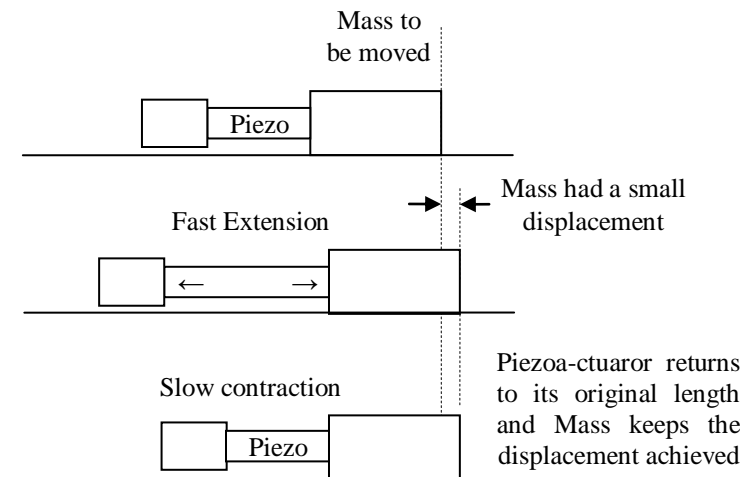 Mass to
be moved
Piezo
Mass had a small
displacement
Fast Extension
← →
Piezoa-ctuaror returns
to its original length
and Mass keeps the
displacement achieved
Slow contraction
Piezo